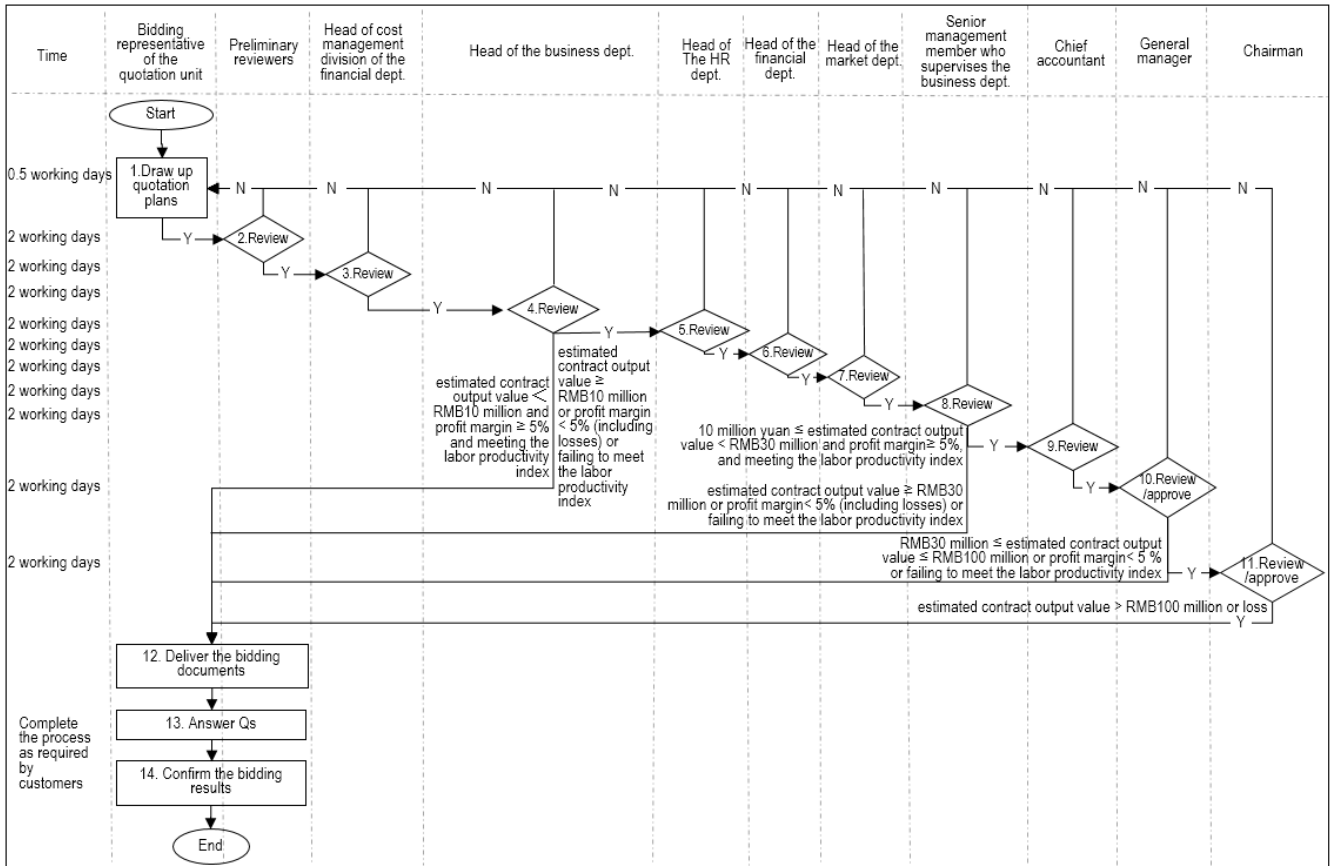 Time
Bidding
representative
of the
quotation unit
Preliminary
reviewers
Head of cost
management
division of the
financial dept.
Head of the business dept.
Head of
The HR
dept.
Head of the
financial
dept.
Head of the
market dept.
Senior
management
member who
supervises the
business dept.
Chief
accountant
General
manager
Chairman
Start
0.5 working days
1.Draw up
quotation
plans
N
N
N
N
N
N
N
N
N
N
2 working days
Y
2.Review
2 working days
Y
3.Review
2 working days
Y
4.Review
2 working days
Y
5.Review
2 working days
Y
6.Review
2 working days
Y
7.Review
2 working days
Y
8.Review
2 working days
Y
9.Review
estimated contract
output value <
RMB10 million and
profit margin ≥ 5%
and meeting the
labor productivity
index
estimated
contract output
value ≥
RMB10 million
or profit margin
< 5% (including
losses) or
failing to meet
the labor
productivity
index
10 million yuan ≤ estimated contract output
value < RMB30 million and profit margin≥ 5%,
and meeting the labor productivity index
2 working days
Y
10.Review
/approve
estimated contract output value ≥ RMB30
million or profit margin< 5% (including losses) or
failing to meet the labor productivity index
RMB30 million ≤ estimated contract output
value ≤ RMB100 million or profit margin< 5 %
or failing to meet the labor productivity index
2 working days
Y
11.Review
/approve
estimated contract output value > RMB100 million or loss
Y
12. Deliver the bidding
documents
13. Answer Qs
Complete
the process
as required
by
customers
14. Confirm the bidding
results
End